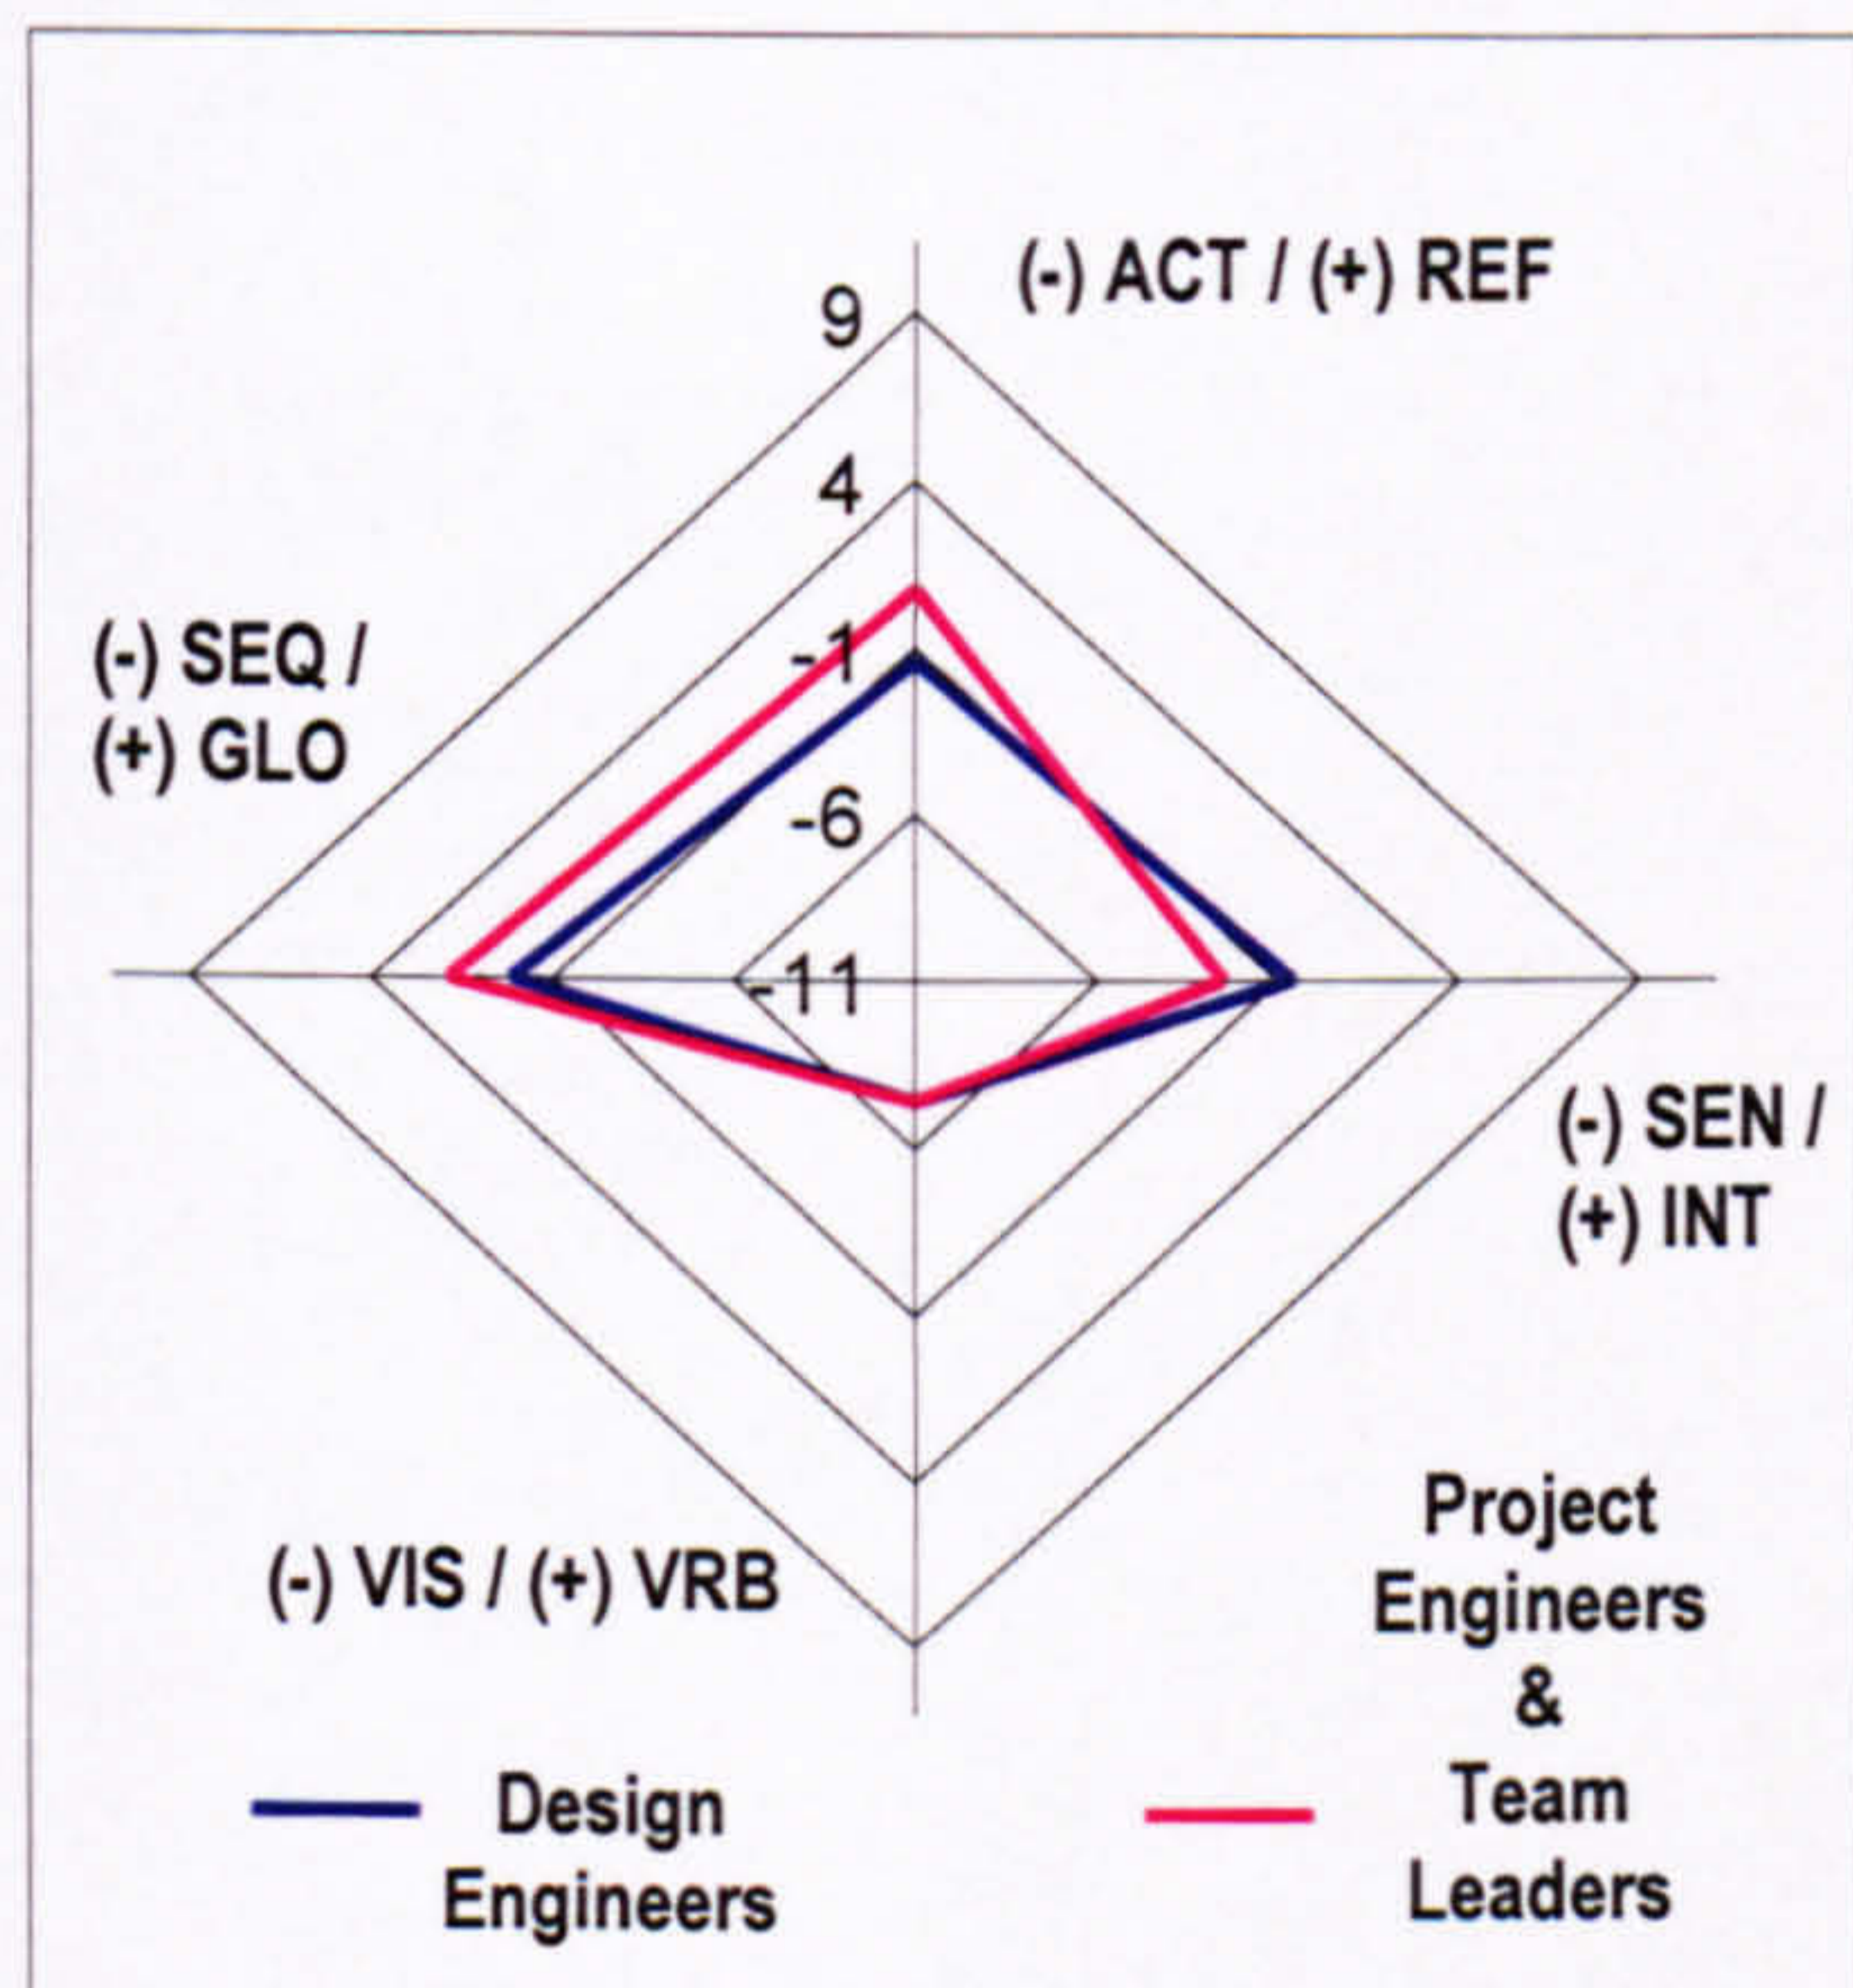 (-) ACT / (+) REF
9
4
-1
-6
-11
(-) SEQ /
(+) GLO
(-) SEN /
(+) INT
(-) VIS / (+) VRB
Design
Engineers
Project
Engineers
&
Team
Leaders